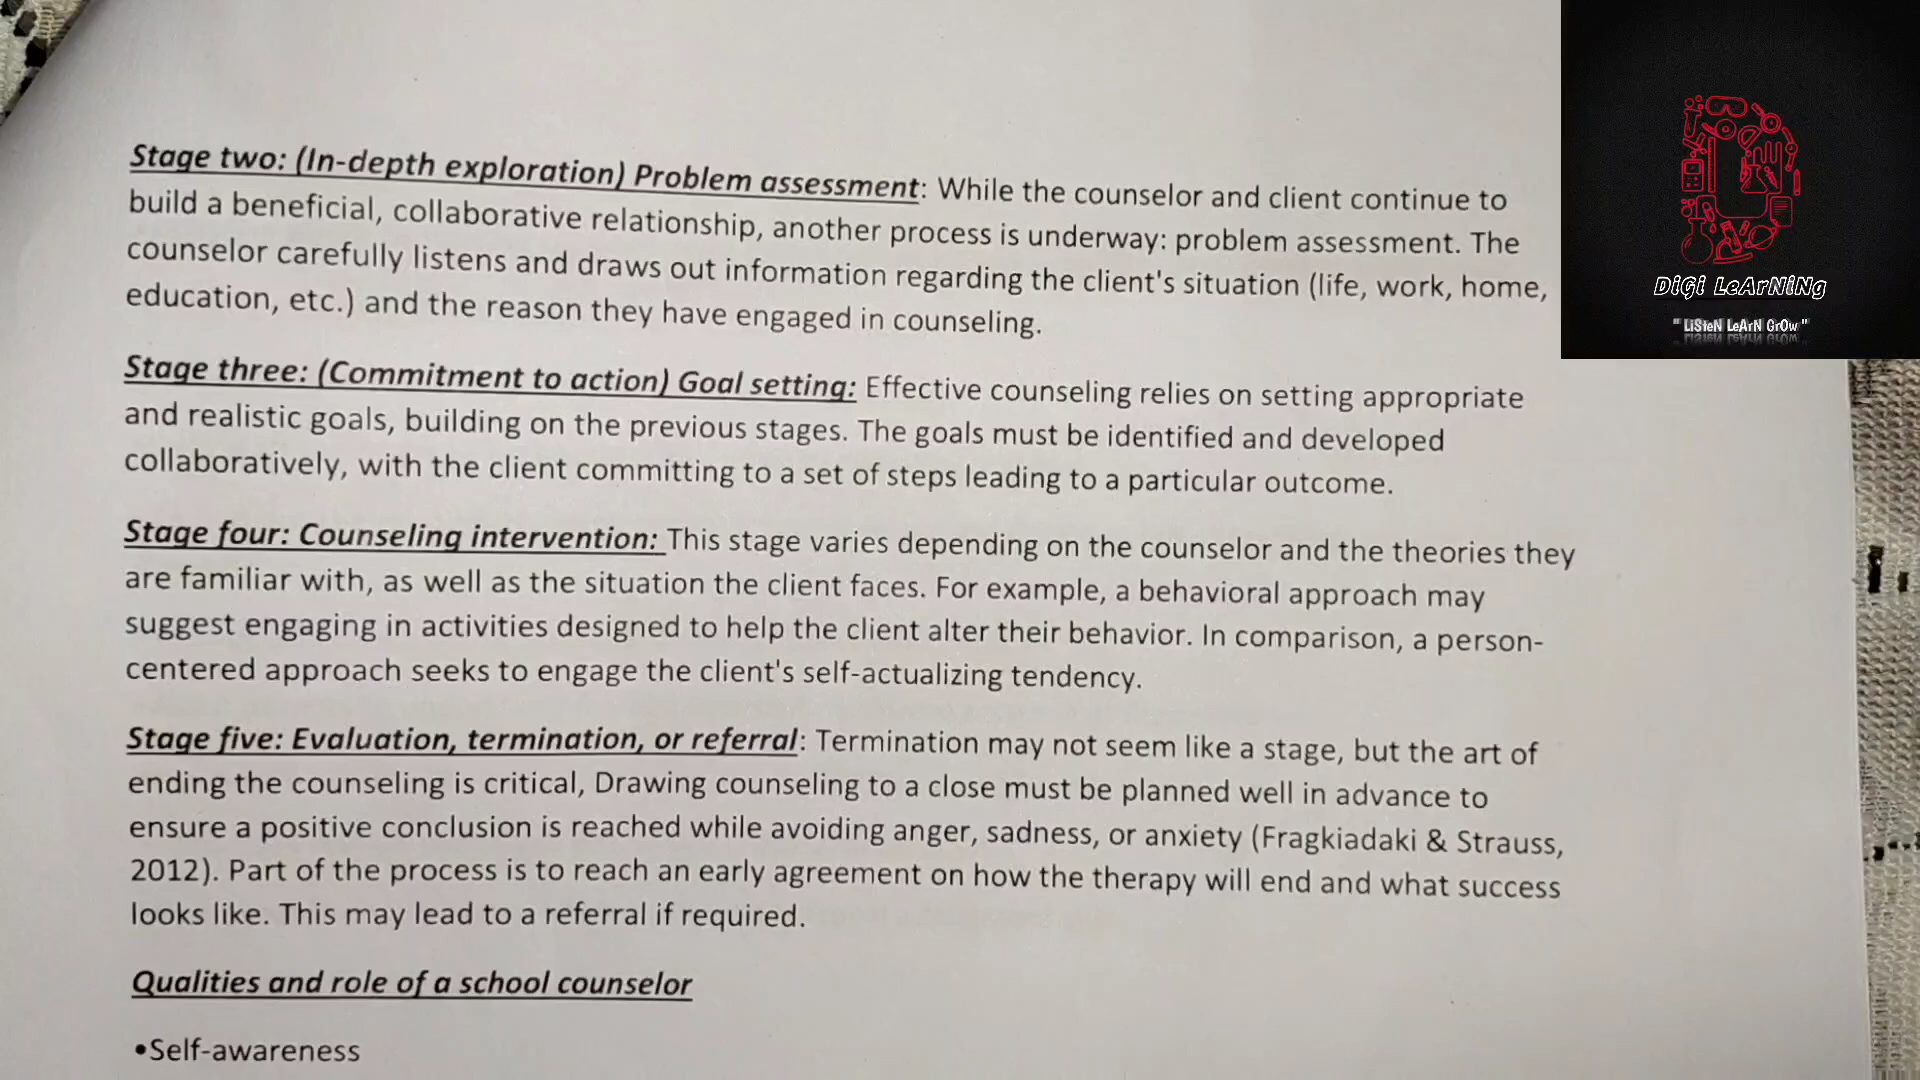 Stage two: (In-depth exploration) Problem assessment: While the counselor and client continue to
build a beneficial, collaborative relationship, another process is underway: problem assessment. The
counselor carefully listens and draws out information regarding the client's situation (life, work, home,
education, etc.) and the reason they have engaged in counseling.
Stage three: (Commitment to action) Goal setting: Effective counseling relies on setting appropriate
and realistic goals, building on the previous stages. The goals must be identified and developed
collaboratively, with the client committing to a set of steps leading to a particular outcome.
Stage four: Counseling intervention: This stage varies depending on the counselor and the theories they
are familiar with, as well as the situation the client faces. For example, a behavioral approach may
suggest engaging in activities designed to help the client alter their behavior. In comparison, a person-
centered approach seeks to engage the client's self-actualizing tendency.
Stage five: Evaluation, termination, or referral: Termination may not seem like a stage, but the art of
ending the counseling is critical, Drawing counseling to a close must be planned well in advance to
ensure a positive conclusion is reached while avoiding anger, sadness, or anxiety (Fragkiadaki & Strauss,
2012). Part of the process is to reach an early agreement on how the therapy will end and what success
looks like. This may lead to a referral if required.
Qualities and role of a school counselor
•Self-awareness
DiGi LeArNiNg
"LiSteN LeArN GrOw"